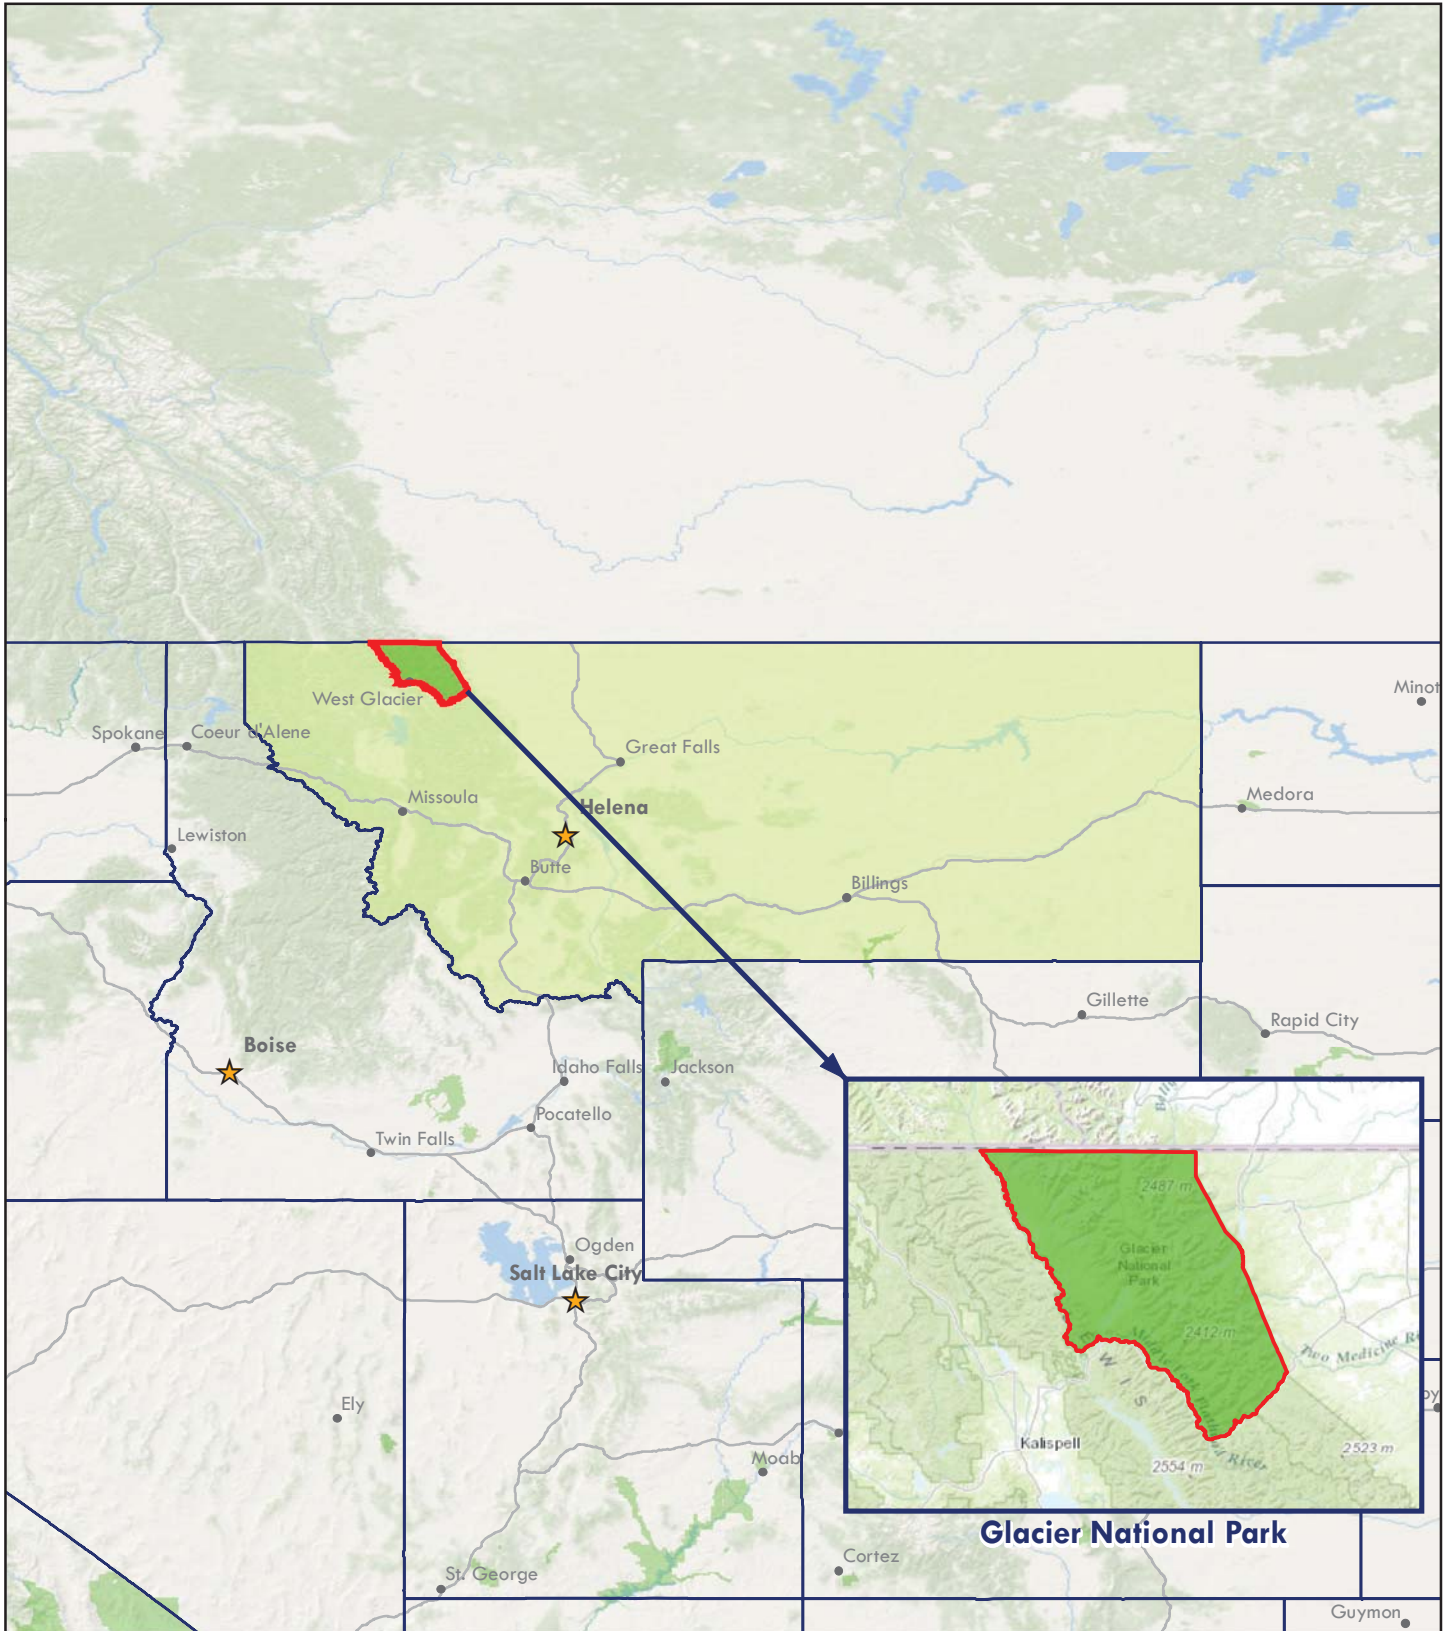 Minot
West Glacier
Spokane
Coeur d'Alene
Great Falls
Medora
Missoula
Helena
Lewiston
Butte
Billings
Gillette
Rapid City
Boise
Idaho Falls
Jackson
Pocatello
Twin Falls
Ogden
Salt Lake City
2487 m
Glacier
National
Park
2412 m
Two Medicine
Ely
Kalispell
2523 m
2554 m
River
Moab
Glacier National Park
Cortez
St. George
Guymon